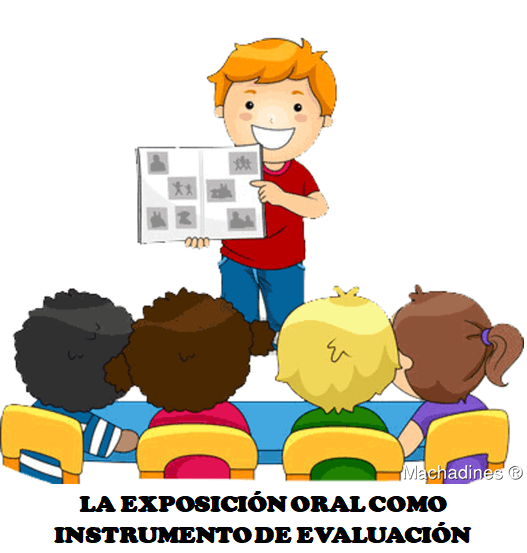 Machadines ®
LA EXPOSICIÓN ORAL COMO
INSTRUMENTO DE EVALUACIÓN